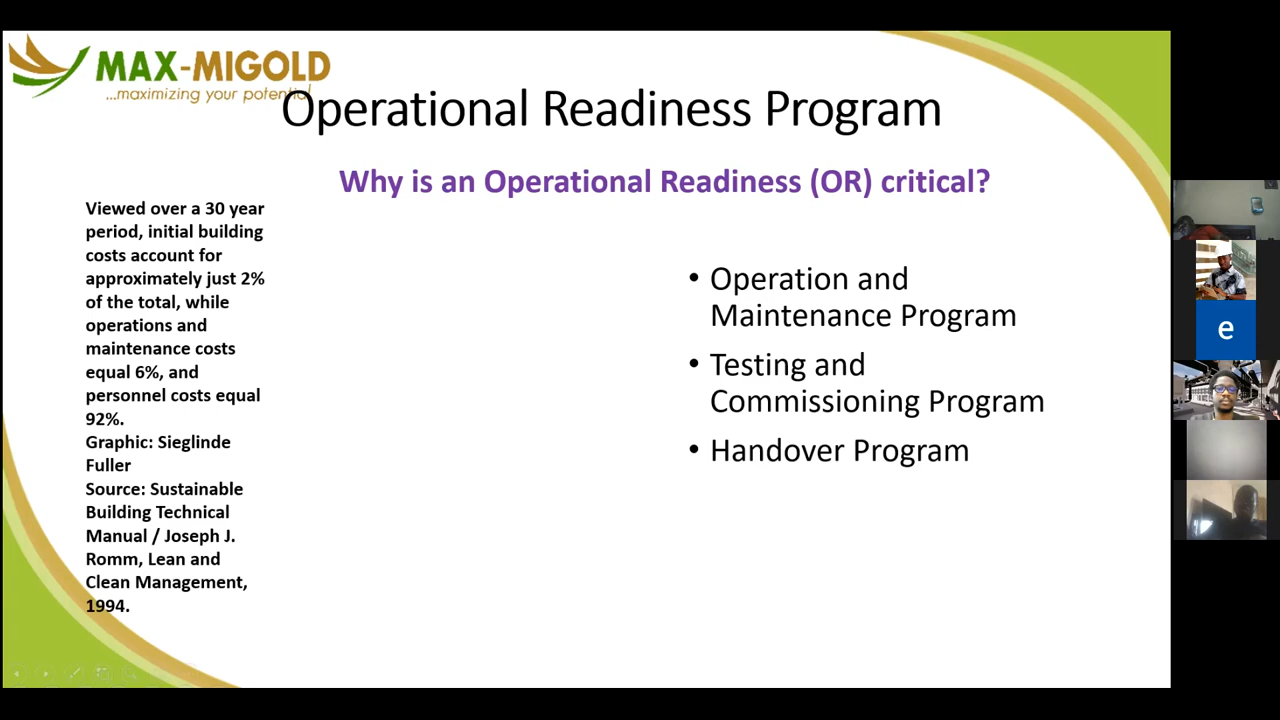 MAX-MIGOLD
...maximizing your potential
Operational Readiness Program
Why is an Operational Readiness (OR) critical?
Viewed over a 30 year
period, initial building
costs account for
approximately just 2%
of the total, while
operations and
maintenance costs
equal 6%, and
personnel costs equal
92%.
Graphic: Sieglinde
Fuller
Source: Sustainable
Building Technical
Manual / Joseph J.
Romm, Lean and
Clean Management,
1994.
• Operation and
Maintenance Program
• Testing and
Commissioning Program
• Handover Program
e